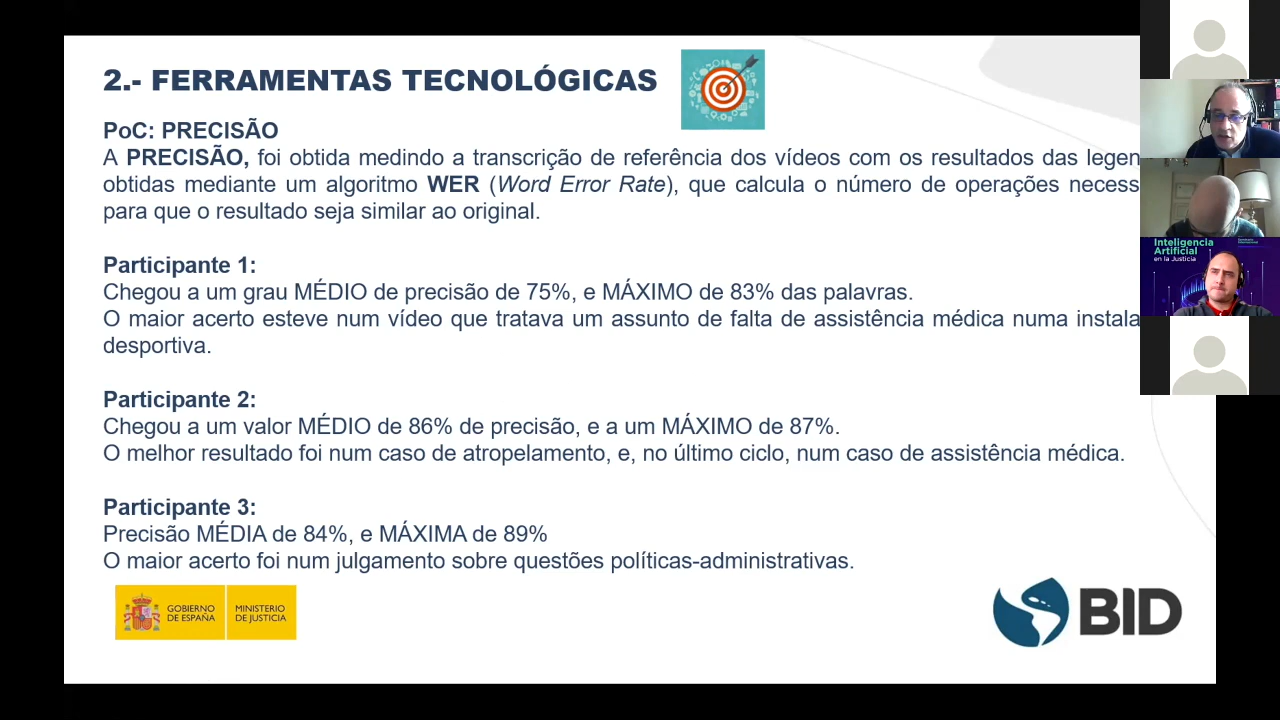 2.- FERRAMENTAS TECNOLÓGICAS
PoC: PRECISÃO
A PRECISÃO, foi obtida medindo a transcrição de referência dos vídeos com os resultados das legen
obtidas mediante um algoritmo WER (Word Error Rate), que calcula o número de operações necess
para que o resultado seja similar ao original.
Participante 1:
Chegou a um grau MÉDIO de precisão de 75%, e MÁXIMO de 83% das palavras.
O maior acerto esteve num vídeo que tratava um assunto de falta de assistência médica numa instala
desportiva.
Participante 2:
Chegou a um valor MÉDIO de 86% de precisão, e a um MÁXIMO de 87%.
O melhor resultado foi num caso de atropelamento, e, no último ciclo, num caso de assistência médica.
Participante 3:
Precisão MÉDIA de 84%, e MÁXIMA de 89%
O maior acerto foi num julgamento sobre questões políticas-administrativas.
GOBIERNO
DE ESPAÑA
MINISTERIO
DE JUSTICIA
BID
Inteligencia
Artificial
en la Justicia